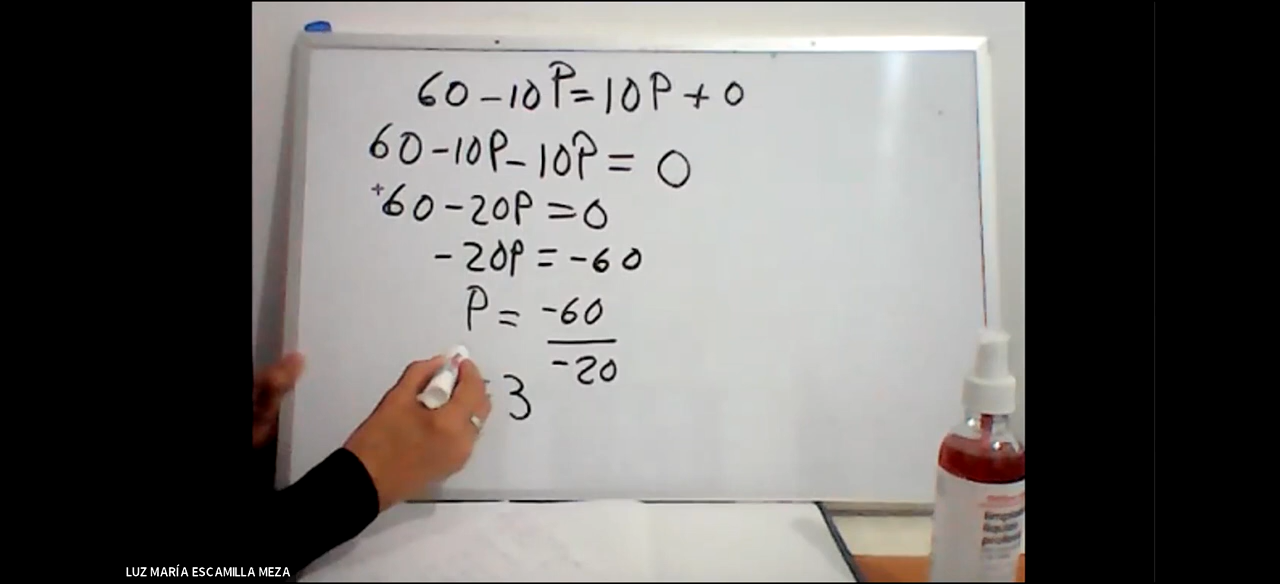 60 - 10P = 10P + 0
60 - 10P - 10P = 0
+60 - 20P = 0
- 20P = -60
P = -60
-20
= 3
LUZ MARÍA ESCAMILLA MEZA